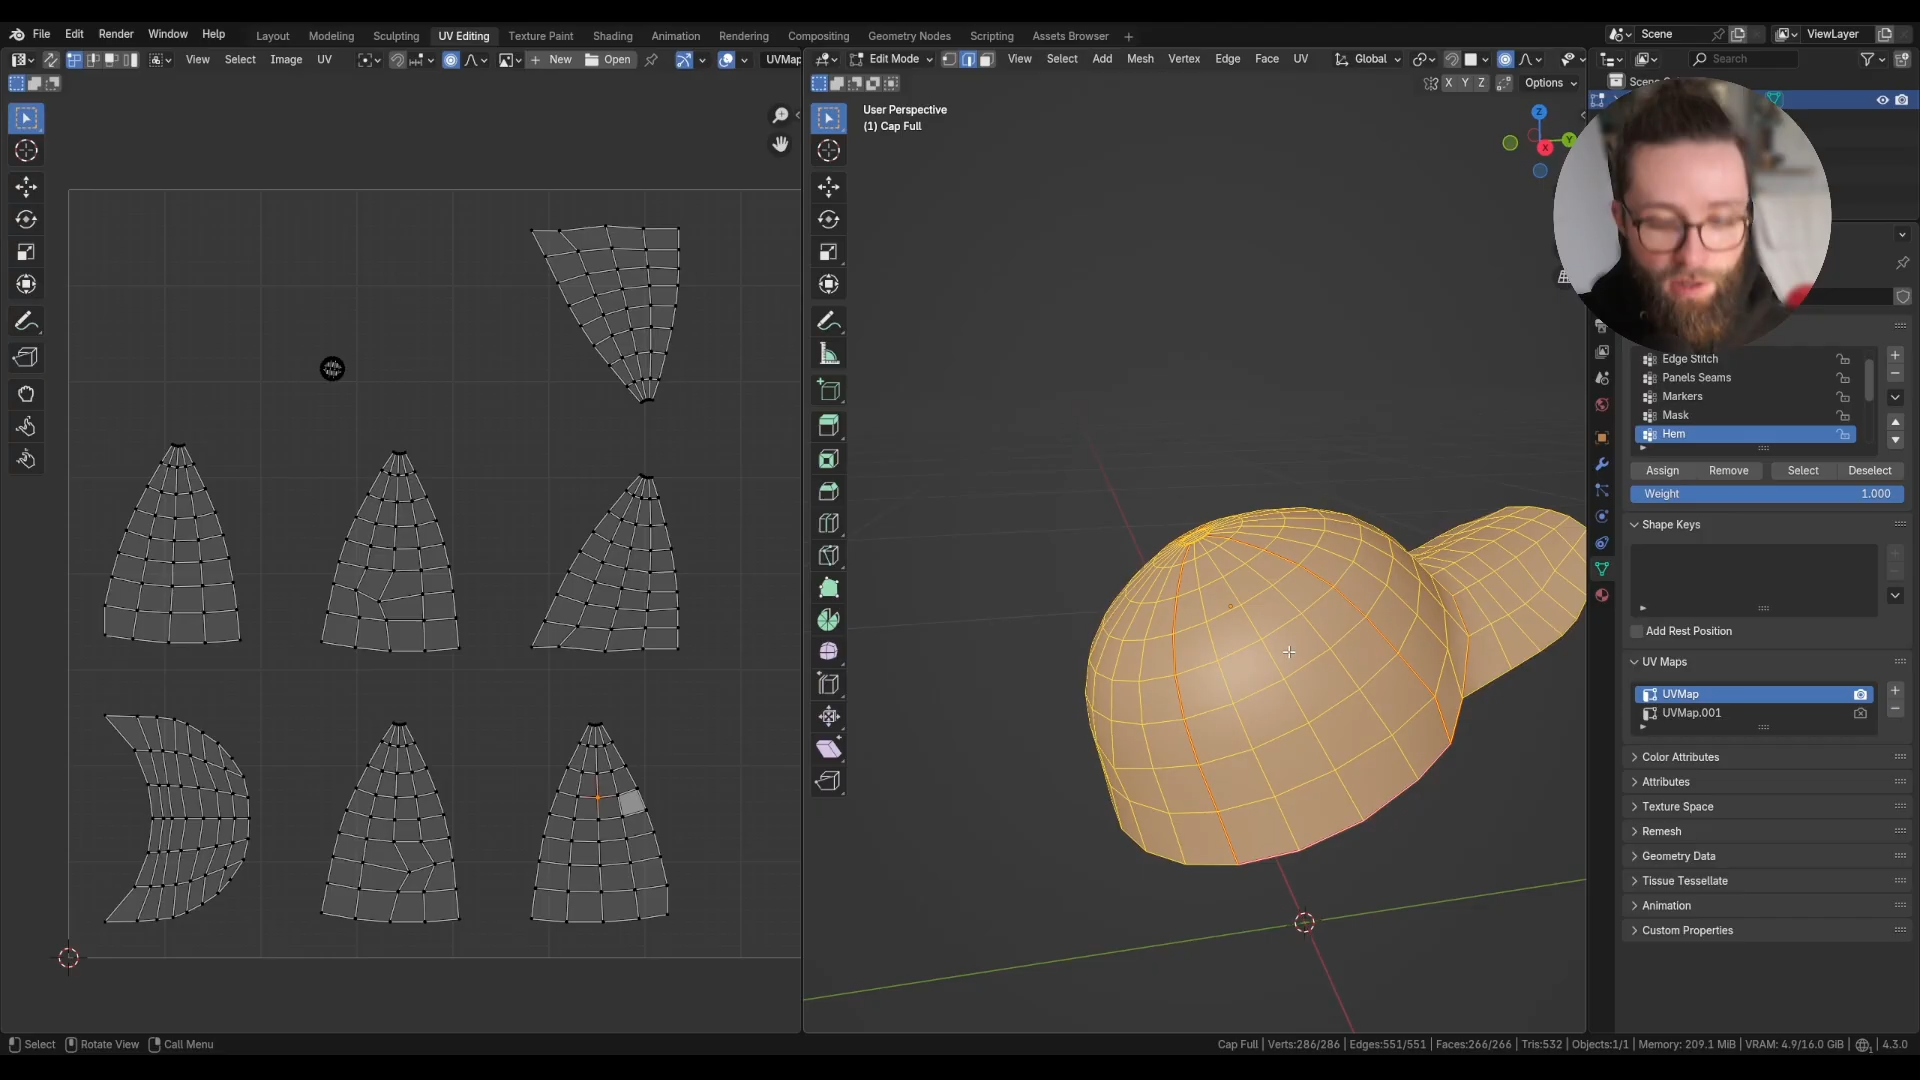 File Edit Render Window Help Layout Modeling Sculpting UV Editing Texture Paint Shading Animation Rendering Compositing Geometry Nodes Scripting Assets Browser Scene ViewLayer
View Select Image UV New Open UVMap Edit Mode View Select Add Mesh Vertex Edge Face UV Global Search
X Y Z Options
User Perspective
(1) Cap Full
Z
Y
X
Edge Stitch
Panels Seams
Markers
Mask
Hem
Assign Remove Select Deselect
Weight 1.000
Shape Keys
Add Rest Position
UV Maps
UVMap
UVMap.001
Color Attributes
Attributes
Texture Space
Remesh
Geometry Data
Tissue Tessellate
Animation
Custom Properties
Select Rotate View Call Menu Cap Full | Verts:286/286 | Edges:551/551 | Faces:266/266 | Tris:532 | Objects:1/1 | Memory: 209.1 MiB | VRAM: 4.9/16.0 GiB 4.3.0